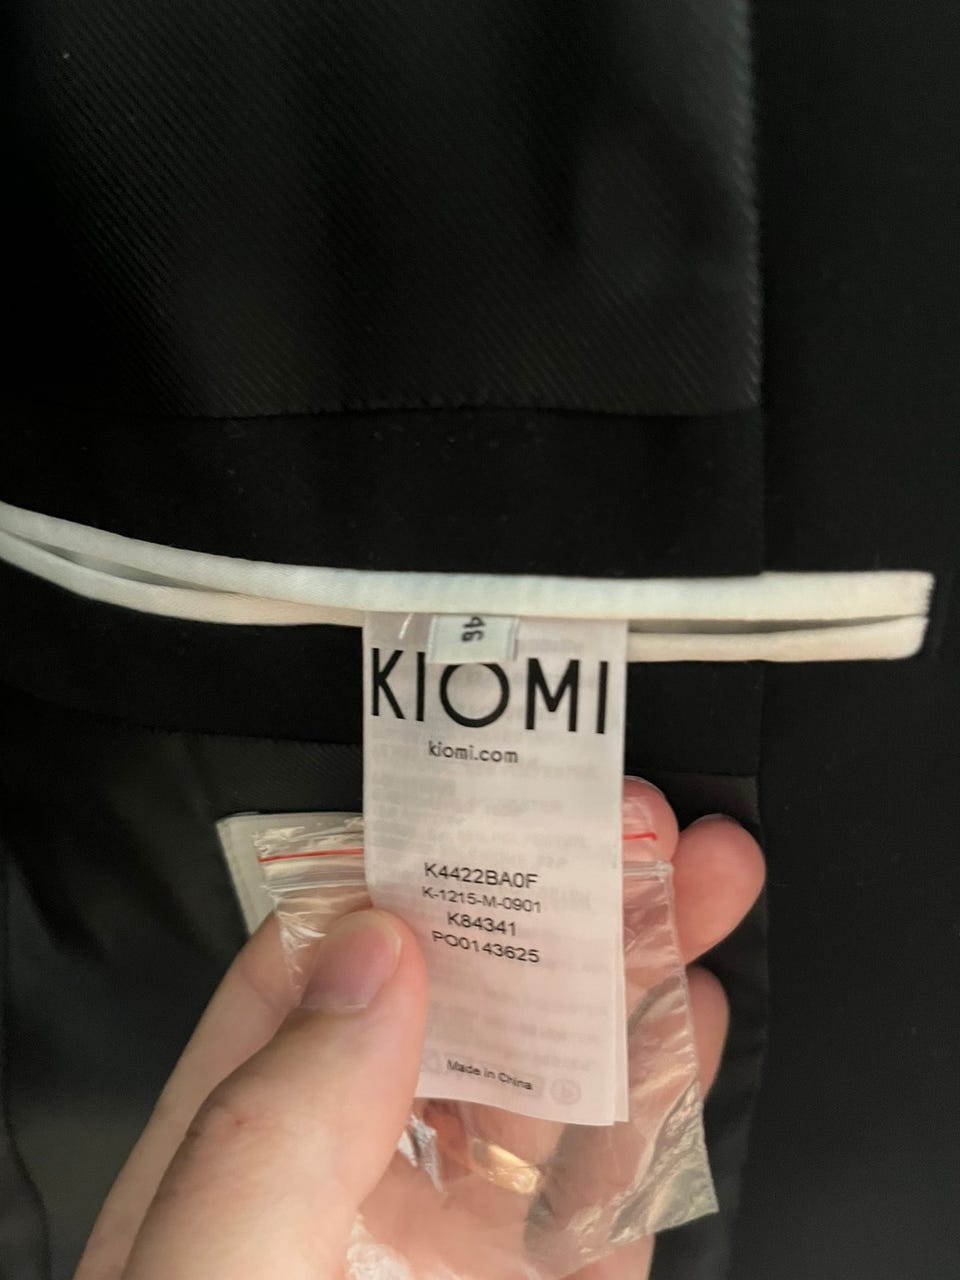 46
KIOMI
kiomi.com
K4422BA0F
K-1215-M-0901
K84341
PO0143625
Made in China